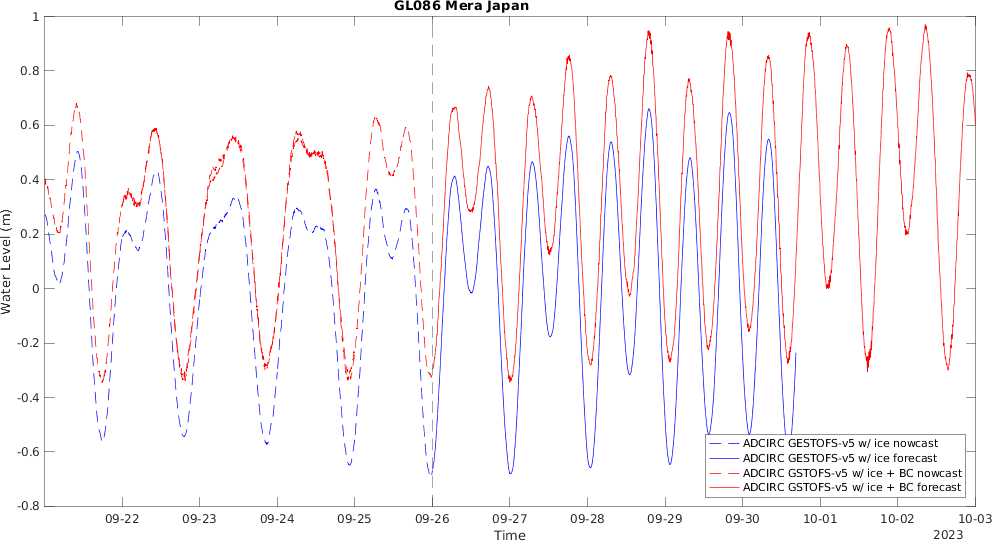 GL086 Mera Japan
1
0.8
0.6
0.4
0.2
0
-0.2
-0.4
-0.6
-0.8
Water Level (m)
09-22 09-23 09-24 09-25 09-26 09-27 09-28 09-29 09-30 10-01 10-02 10-03
Time
2023
ADCIRC GESTOFS-v5 w/ ice nowcast
ADCIRC GESTOFS-v5 w/ ice forecast
ADCIRC GSTOFS-v5 w/ ice + BC nowcast
ADCIRC GSTOFS-v5 w/ ice + BC forecast